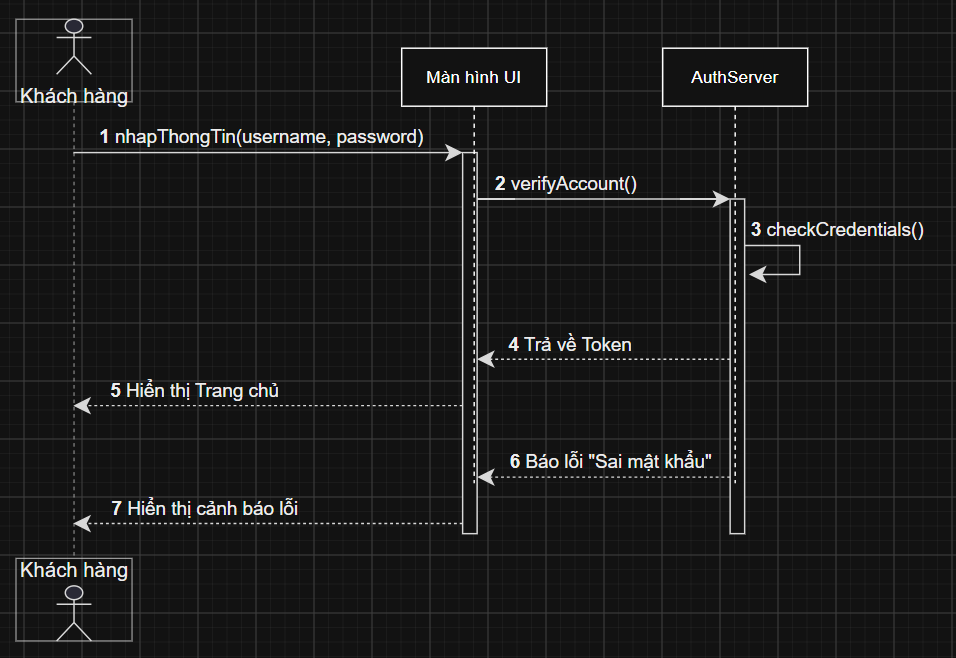 Khách hàng
Màn hình UI
AuthServer
1 nhapThongTin(username, password)
2 verifyAccount()
3 checkCredentials()
4 Trả về Token
5 Hiển thị Trang chủ
6 Báo lỗi "Sai mật khẩu"
7 Hiển thị cảnh báo lỗi
Khách hàng